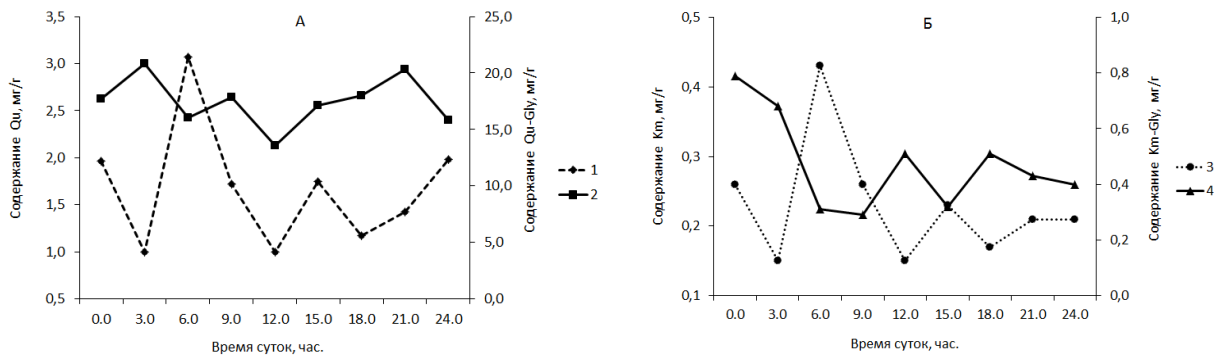 А
3,5
3,0
2,5
2,0
1,5
1,0
0,5
Содержание Qu, мг/г
25,0
20,0
15,0
10,0
5,0
0,0
Содержание Qu-Gly, мг/г
0.0 3.0 6.0 9.0 12.0 15.0 18.0 21.0 24.0
Время суток, час.
1
2
Б
0,5
0,4
0,3
0,2
0,1
Содержание Km, мг/г
1,0
0,8
0,6
0,4
0,2
0,0
Содержание Km-Gly, мг/г
0.0 3.0 6.0 9.0 12.0 15.0 18.0 21.0 24.0
Время суток, час.
3
4